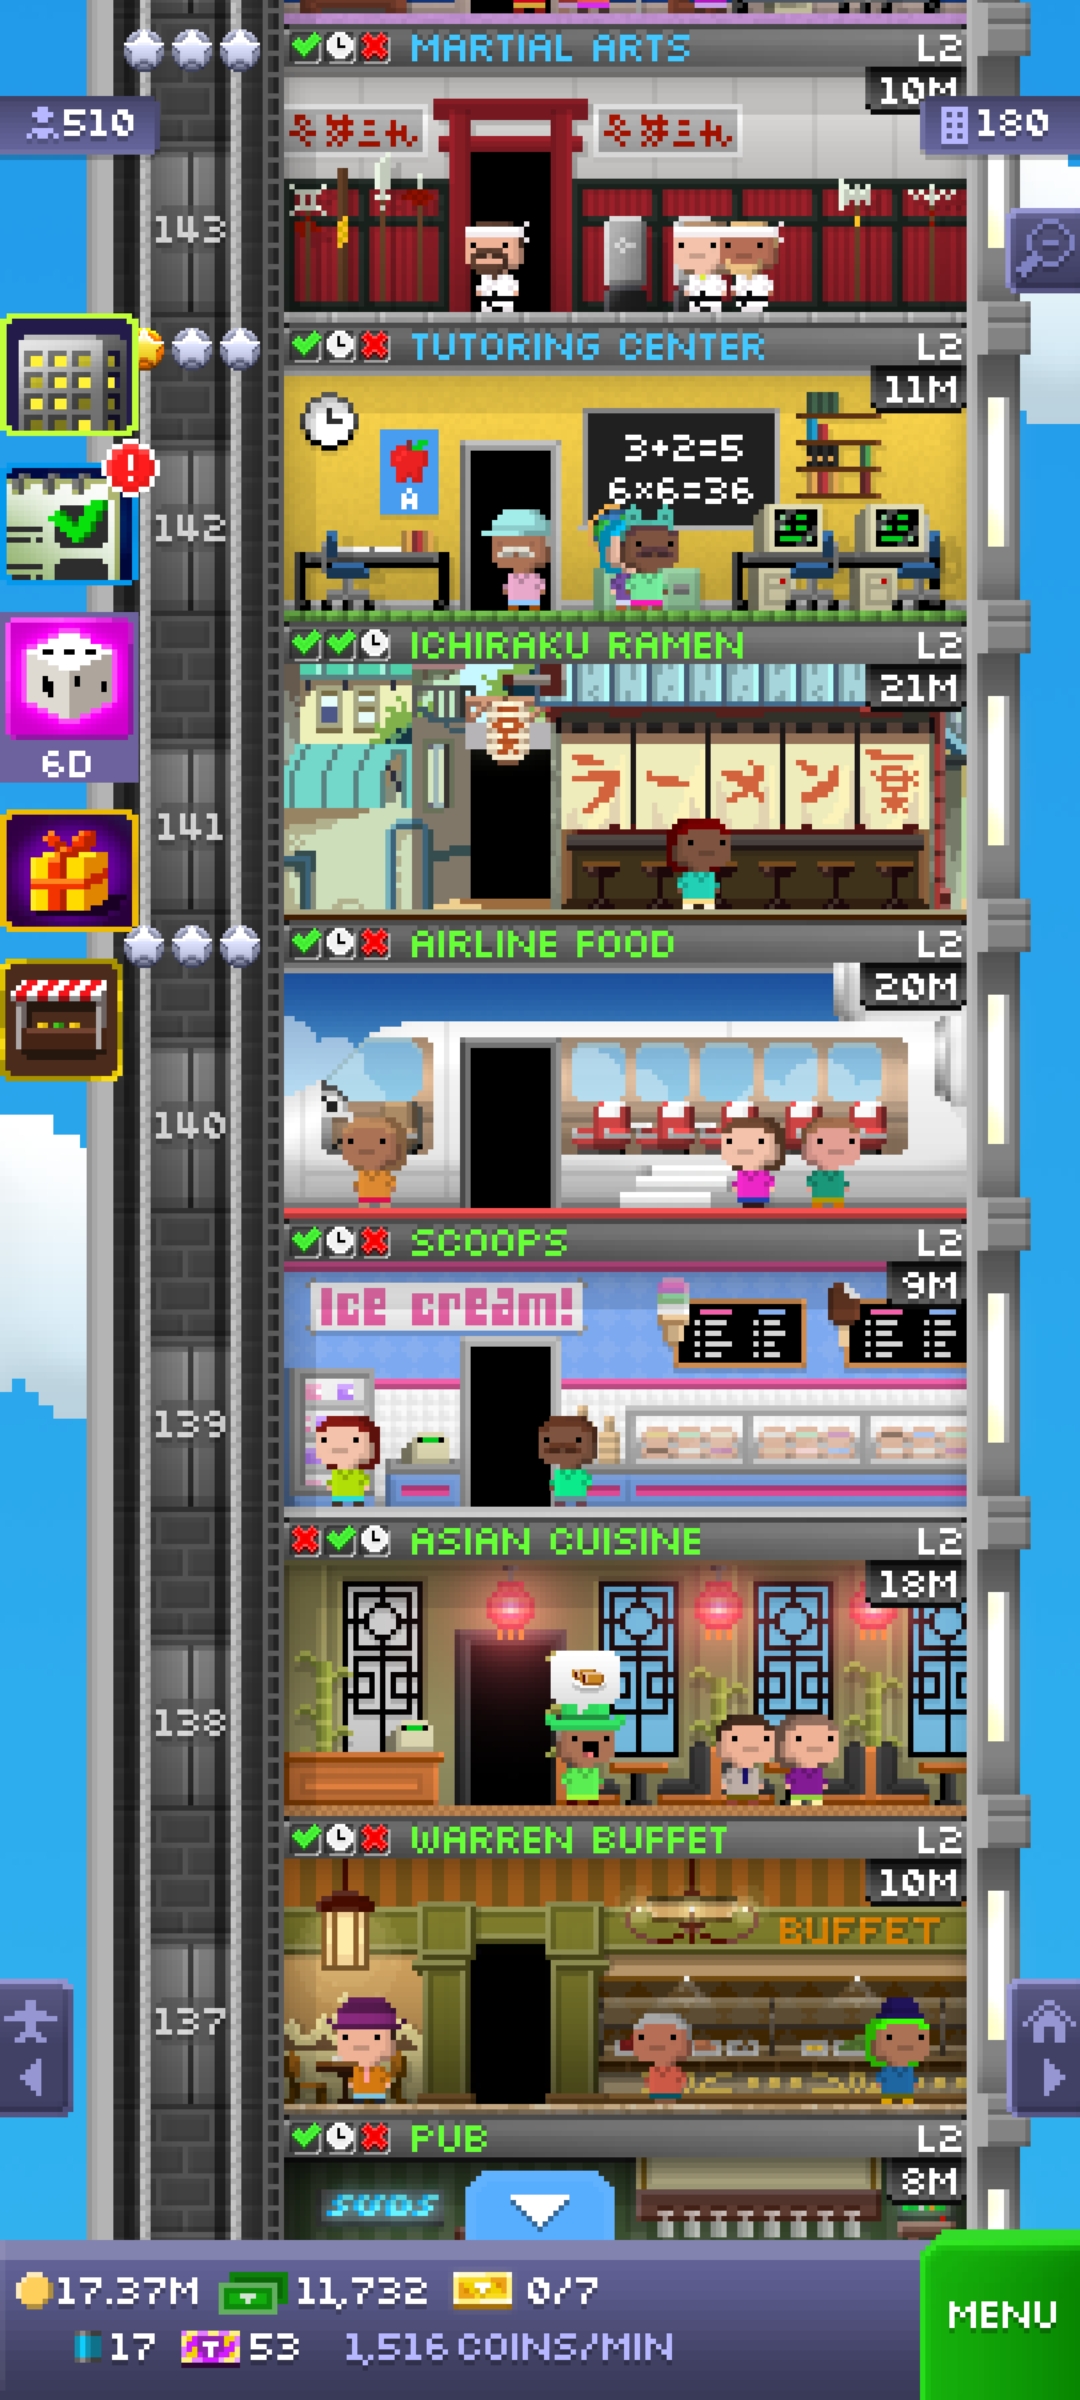 MARTIAL ARTS L2
10M
510
180
143
TUTORING CENTER L2
11M
3+2=5
6x6=36
A
142
ICHIRAKU RAMEN L2
21M
ラーメン
6D
141
AIRLINE FOOD L2
20M
140
SCOOPS L2
9M
Ice cream!
139
ASIAN CUISINE L2
18M
138
WARREN BUFFET L2
10M
BUFFET
137
PUB L2
8M
SUDS
17.37M 11,732 0/7
17 53 1,516 COINS/MIN
MENU